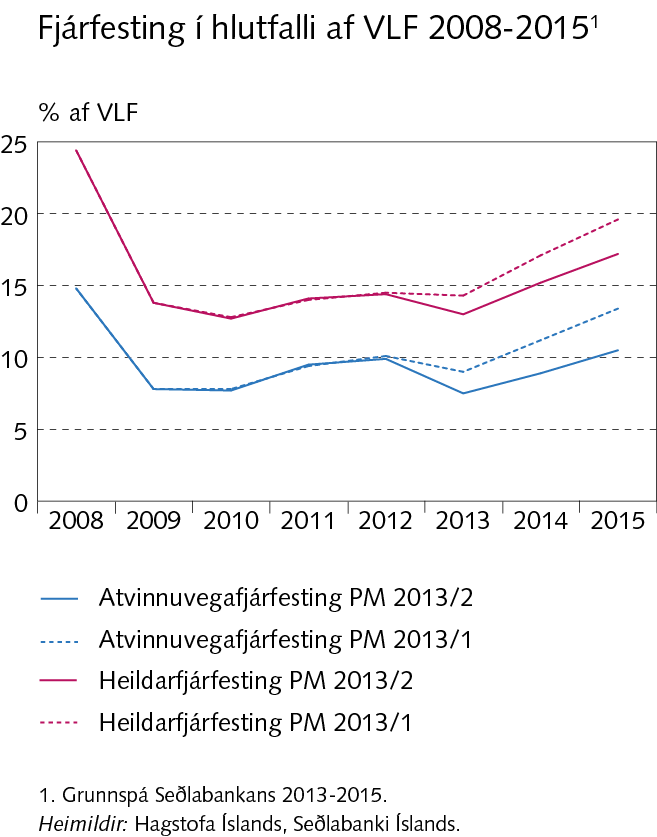 Fjárfesting í hlutfalli af VLF 2008-2015¹
% af VLF
25
20
15
10
5
0
2008 2009 2010 2011 2012 2013 2014 2015
Atvinnuvegafjárfesting PM 2013/2
Atvinnuvegafjárfesting PM 2013/1
Heildarfjárfesting PM 2013/2
Heildarfjárfesting PM 2013/1
1. Grunnspá Seðlabankans 2013-2015.
Heimildir: Hagstofa Íslands, Seðlabanki Íslands.